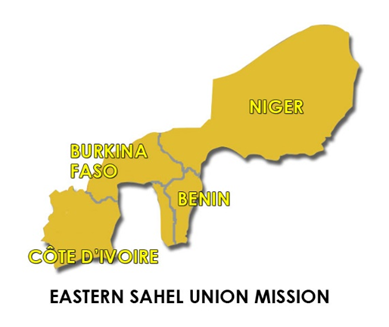 NIGER
BURKINA
FASO
BENIN
CÔTE D'IVOIRE
EASTERN SAHEL UNION MISSION